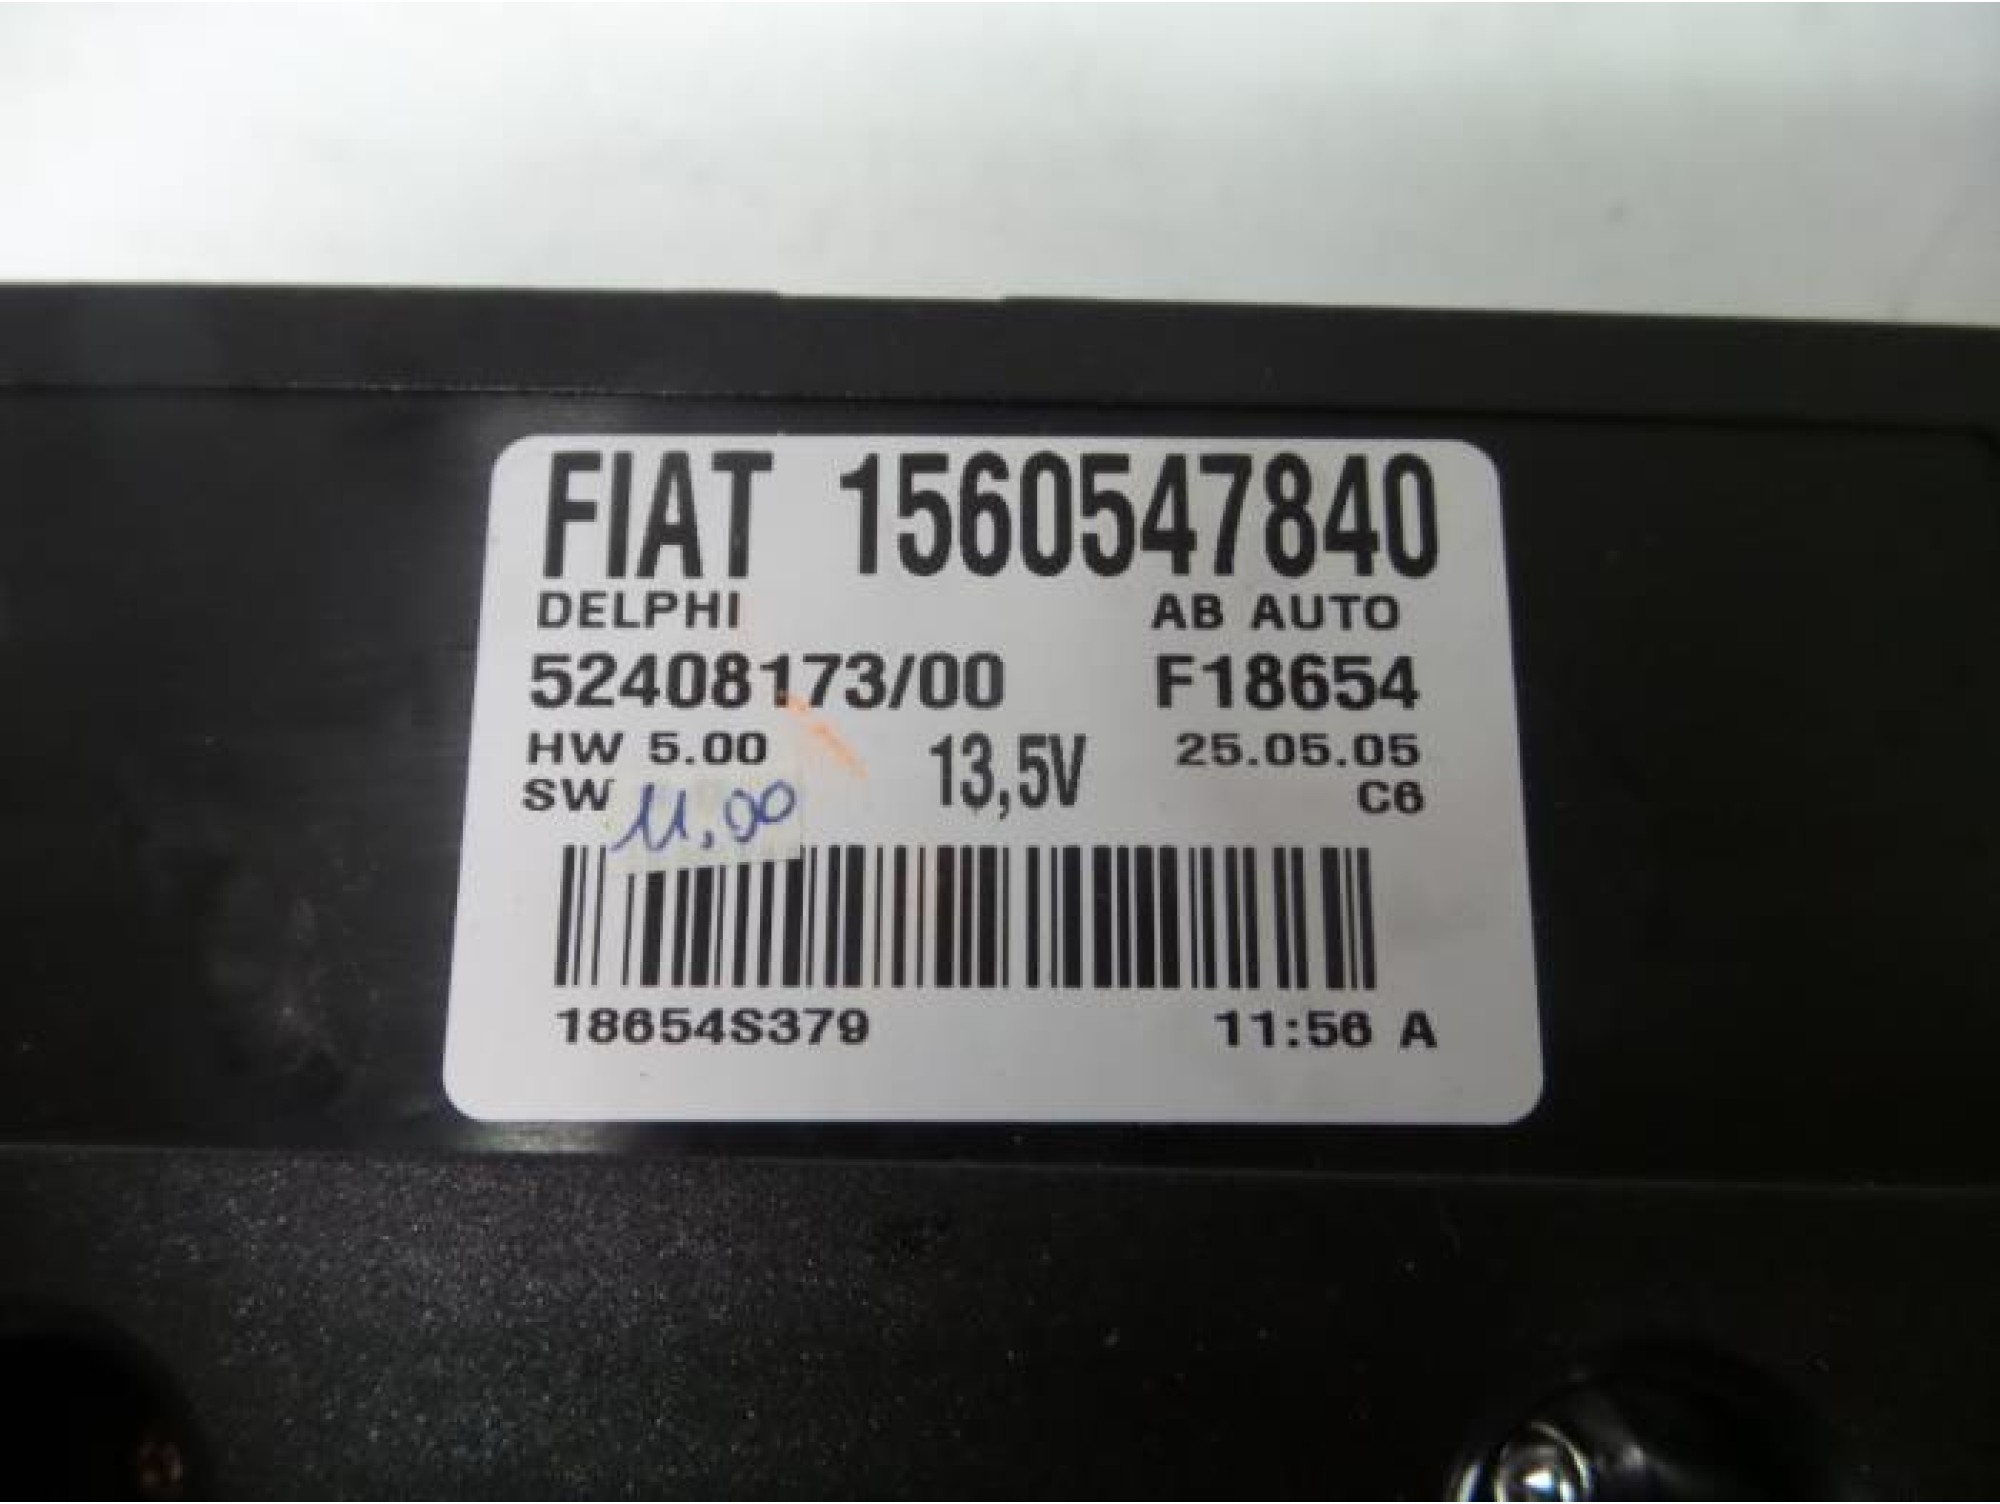 FIAT 1560547840
DELPHI AB AUTO
52408173/00 F18654
HW 5.00 13,5V 25.05.05
SW 11,00 C6
18654S379 11:56 A